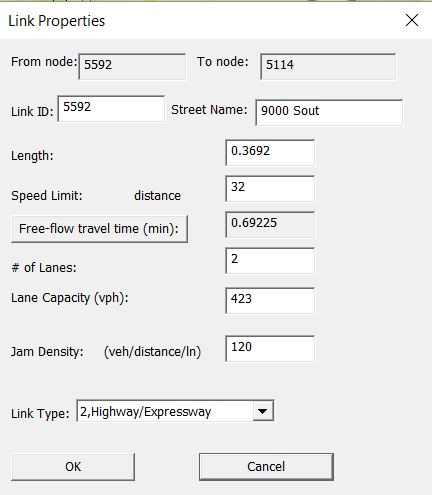 Link Properties
From node: 5592 To node: 5114
Link ID: 5592 Street Name: 9000 Sout
Length: 0.3692
Speed Limit: distance 32
Free-flow travel time (min): 0.69225
# of Lanes: 2
Lane Capacity (vph): 423
Jam Density: (veh/distance/ln) 120
Link Type: 2,Highway/Expressway
OK Cancel